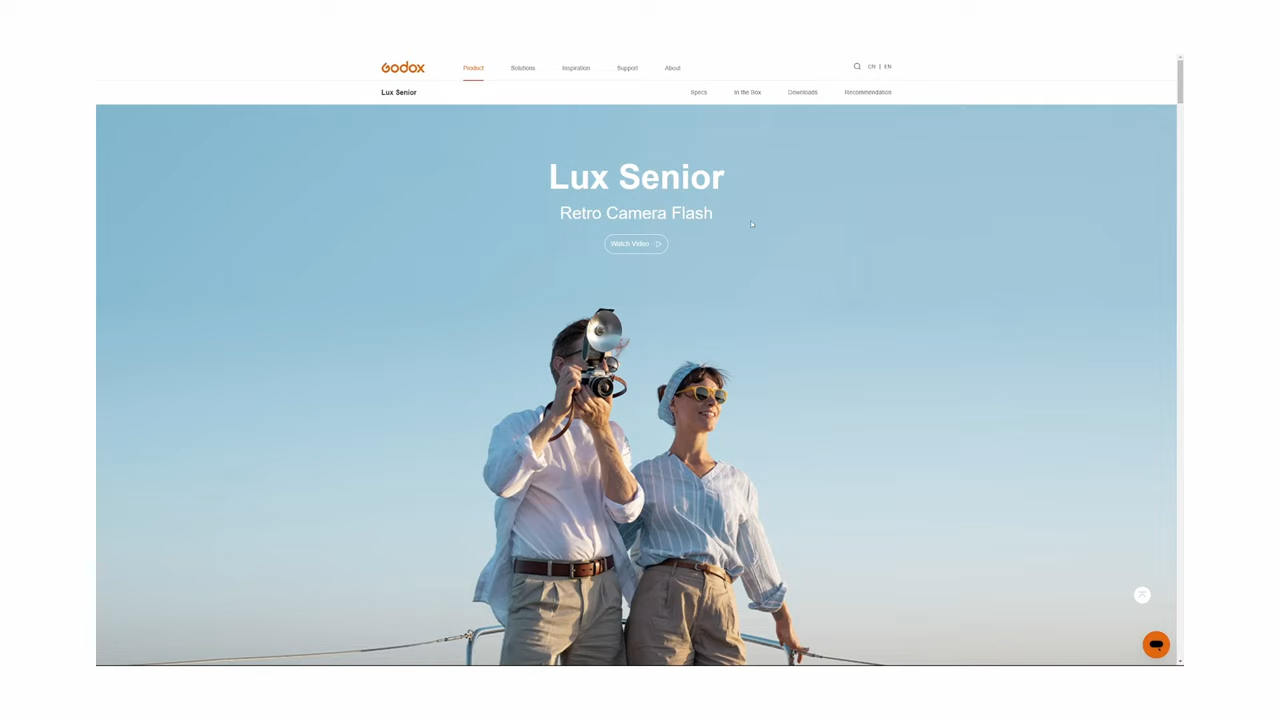 Godox Product Solutions Inspiration Support About CN | EN
Lux Senior Specs In the Box Downloads Recommendation
Lux Senior
Retro Camera Flash
Watch Video